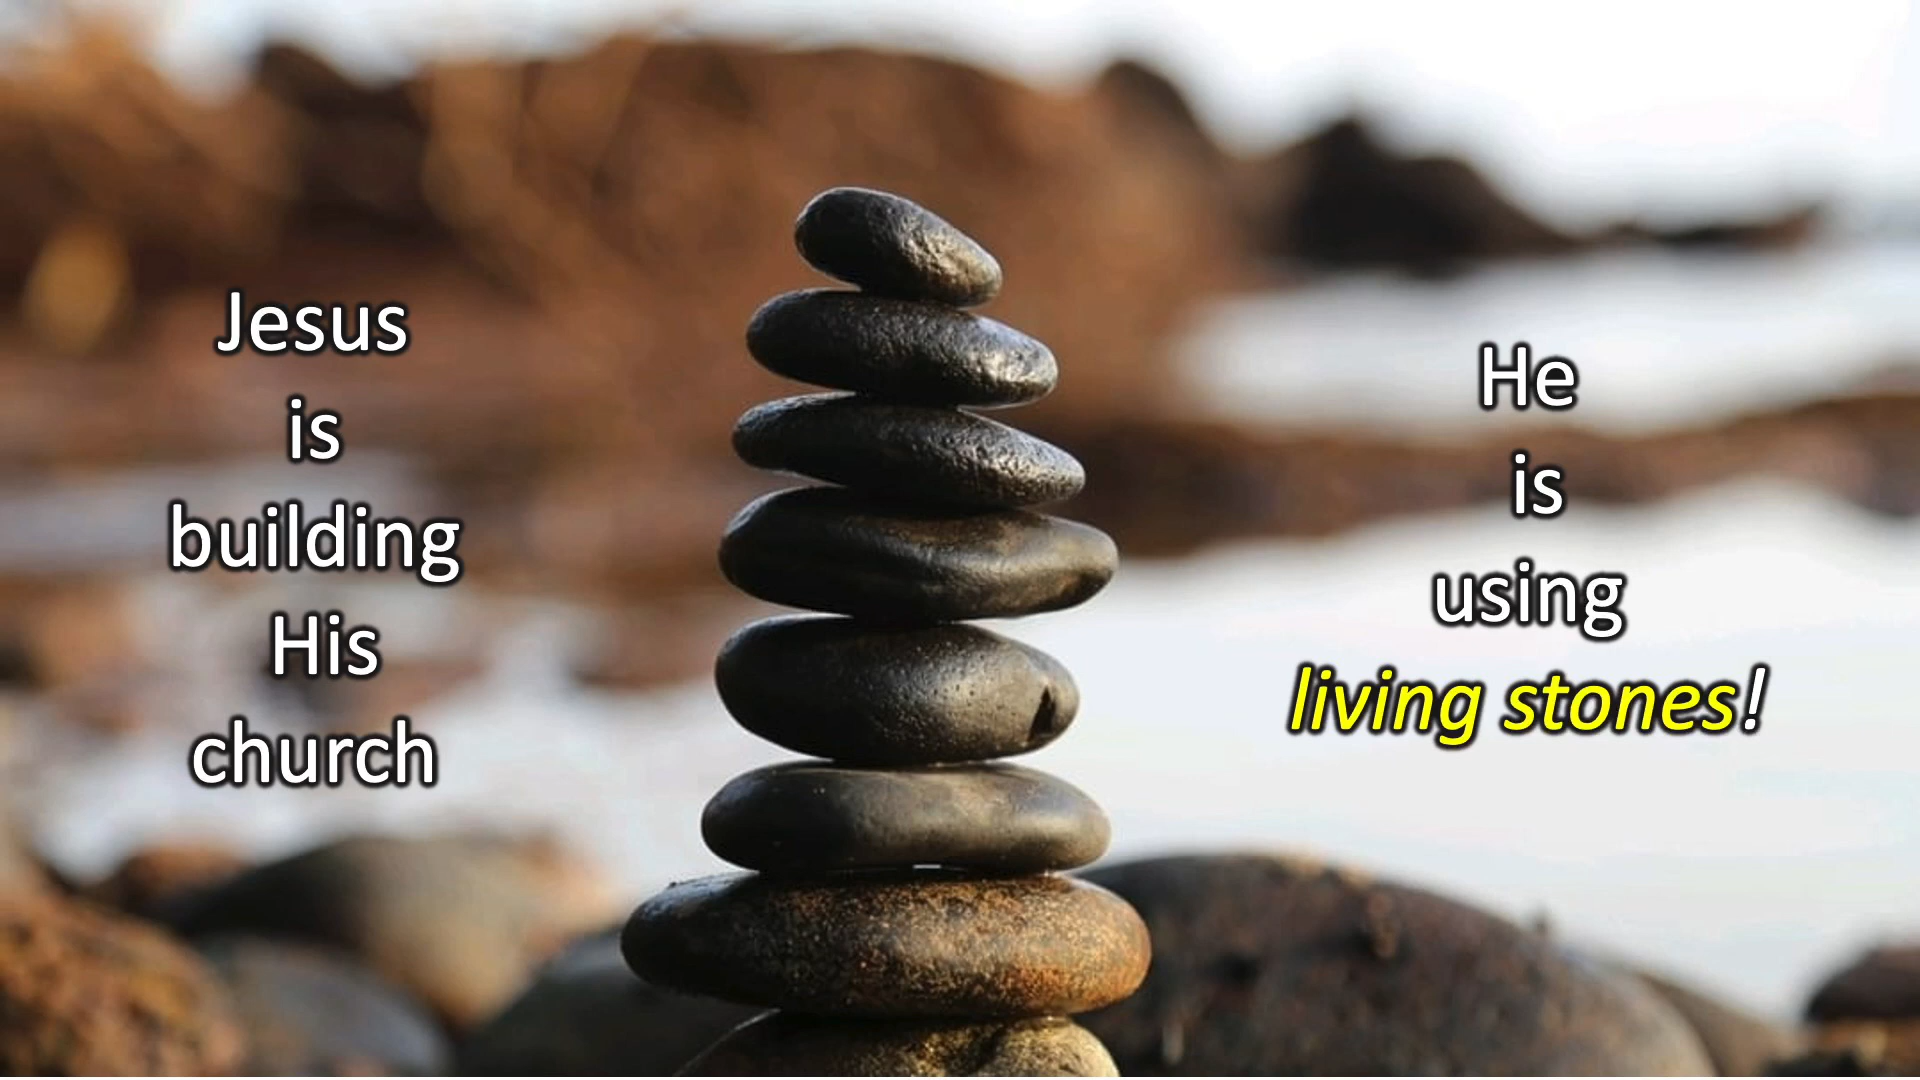 Jesus
is
building
His
church
He
is
using
living stones!